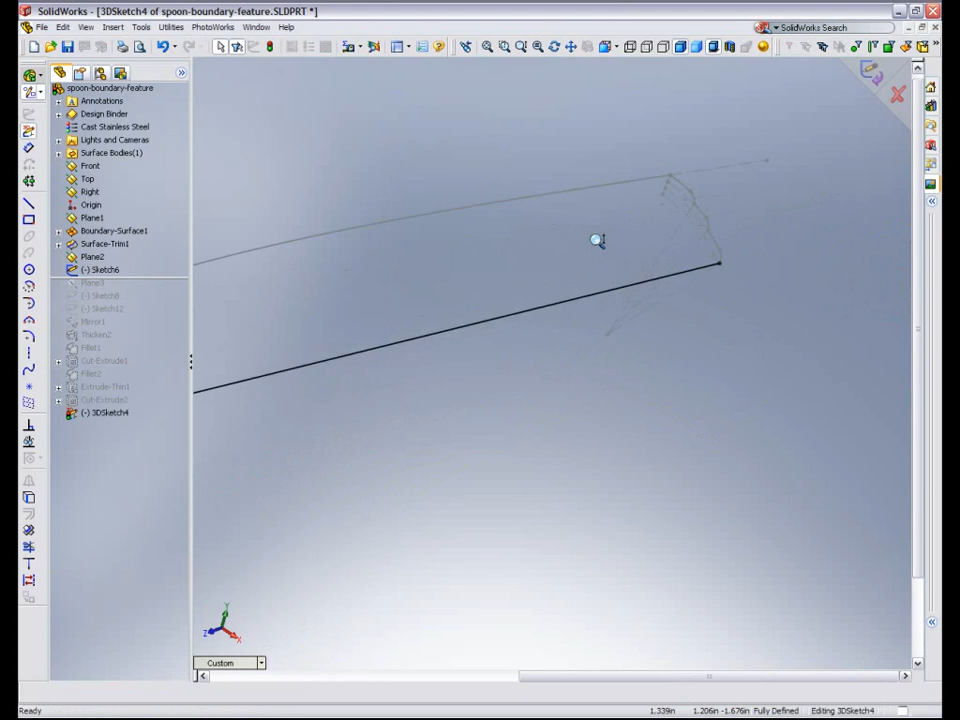 SolidWorks - [3DSketch4 of spoon-boundary-feature.SLDPRT *]
File Edit View Insert Tools Utilities PhotoWorks Window Help
SolidWorks Search
spoon-boundary-feature
Annotations
Design Binder
Cast Stainless Steel
Lights and Cameras
Surface Bodies(1)
Front
Top
Right
Origin
Plane1
Boundary-Surface1
Surface-Trim1
Plane2
(-) Sketch6
Plane3
(-) Sketch8
(-) Sketch12
Mirror1
Thicken2
Fillet1
Cut-Extrude1
Fillet2
Extrude-Thin1
Cut-Extrude2
(-) 3DSketch4
Y
Z
X
Custom
Ready
1.339in
1.206in -1.676in Fully Defined
Editing 3DSketch4